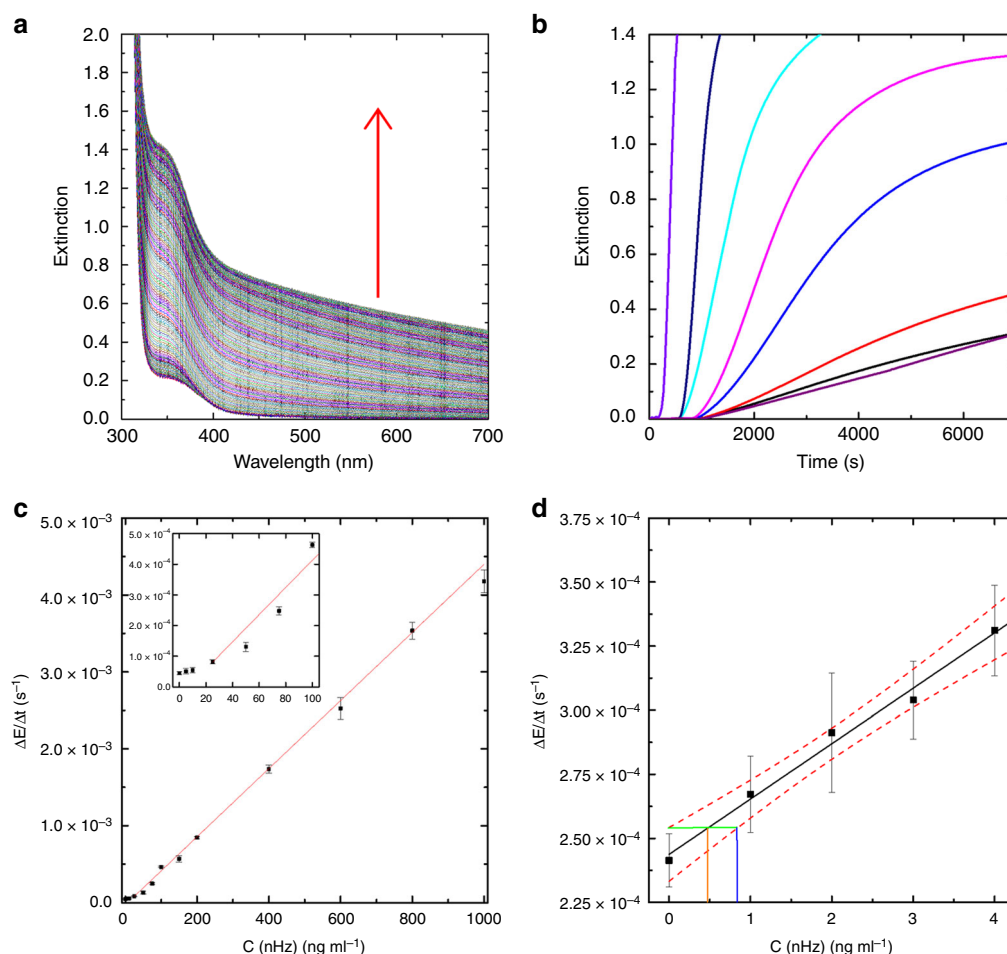 a
2.0
1.8
1.6
1.4
1.2
1.0
0.8
0.6
0.4
0.2
0.0
Extinction
300
400
500
600
700
Wavelength (nm)
b
1.4
1.2
1.0
0.8
0.6
0.4
0.2
0.0
Extinction
0
2000
4000
6000
Time (s)
c
5.0 × 10⁻³
4.0 × 10⁻³
3.0 × 10⁻³
2.0 × 10⁻³
1.0 × 10⁻³
0.0
ΔE/Δt (s⁻¹)
5.0 × 10⁻⁴
4.0 × 10⁻⁴
3.0 × 10⁻⁴
2.0 × 10⁻⁴
1.0 × 10⁻⁴
0.0
0
25
50
75
100
0
200
400
600
800
1000
C (nHz) (ng ml⁻¹)
d
3.75 × 10⁻⁴
3.50 × 10⁻⁴
3.25 × 10⁻⁴
3.00 × 10⁻⁴
2.75 × 10⁻⁴
2.50 × 10⁻⁴
2.25 × 10⁻⁴
ΔE/Δt (s⁻¹)
0
1
2
3
4
C (nHz) (ng ml⁻¹)